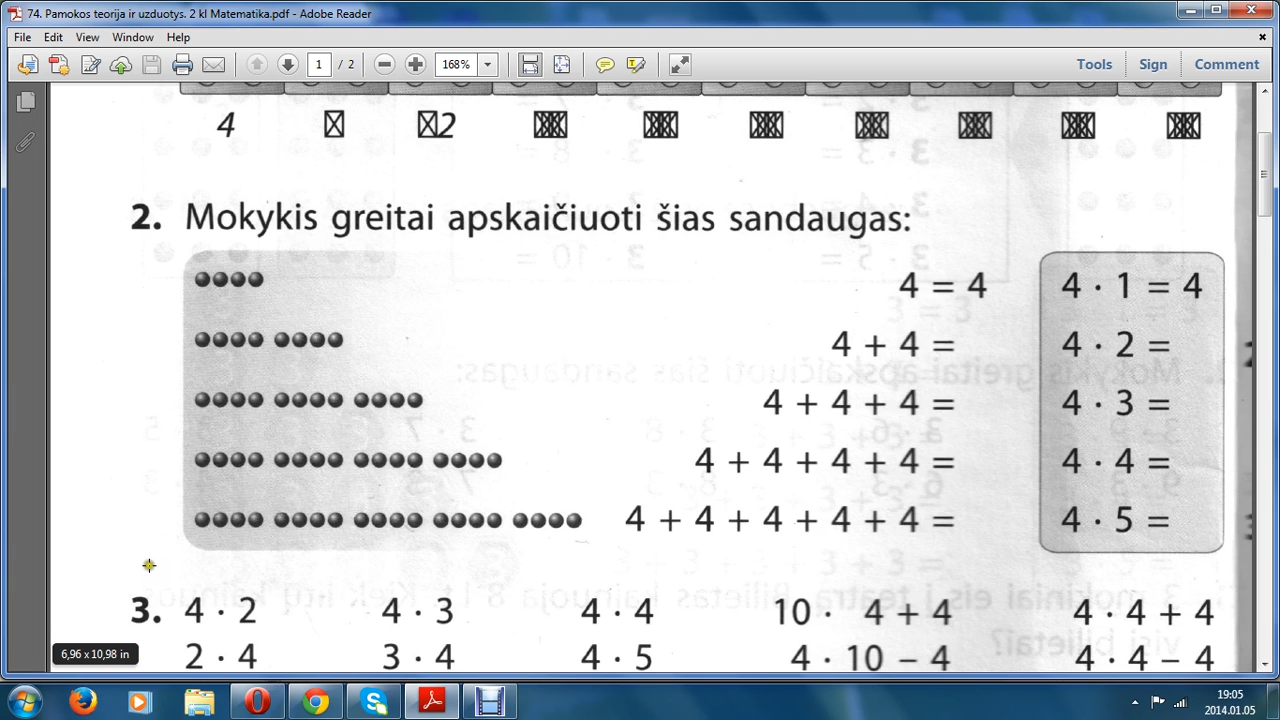 74. Pamokos teorija ir uzduotys. 2 kl Matematika.pdf - Adobe Reader
File Edit View Window Help
1 / 2 168% Tools Sign Comment
4 2
2. Mokykis greitai apskaičiuoti šias sandaugas:
4 = 4 4 · 1 = 4
4 + 4 = 4 · 2 =
4 + 4 + 4 = 4 · 3 =
4 + 4 + 4 + 4 = 4 · 4 =
4 + 4 + 4 + 4 + 4 = 4 · 5 =
3. 4 · 2 4 · 3 4 · 4 10 · 4 + 4 4 · 4 + 4
2 · 4 3 · 4 4 · 5 4 · 10 – 4 4 · 4 – 4
6,96 x 10,98 in
19:05
2014.01.05